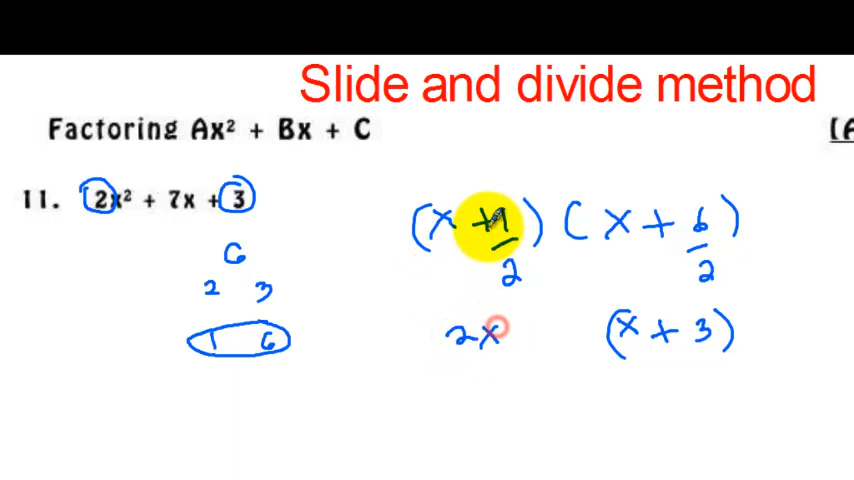 Slide and divide method
Factoring Ax² + Bx + C
11. 2x² + 7x + 3
(x + 1/2) (x + 6/2)
6
2 3
1 6
2x (x + 3)